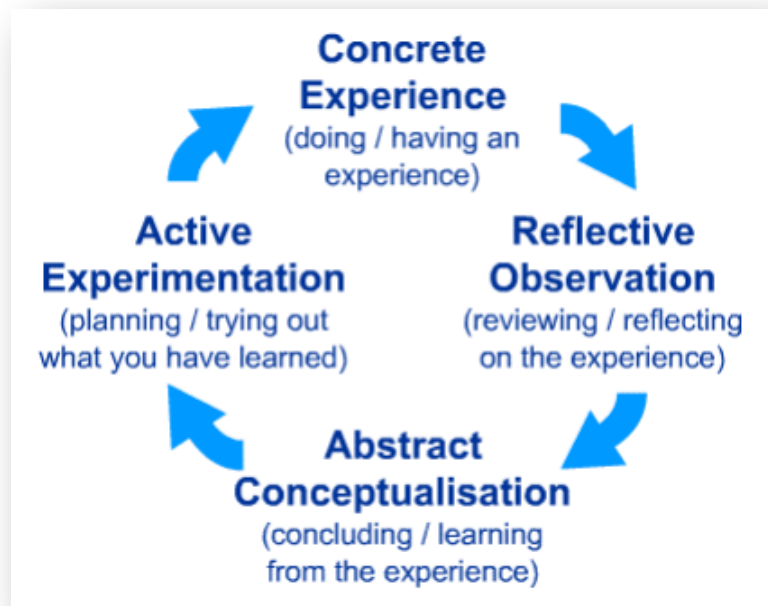 Concrete
Experience
(doing / having an
experience)
Reflective
Observation
(reviewing / reflecting
on the experience)
Abstract
Conceptualisation
(concluding / learning
from the experience)
Active
Experimentation
(planning / trying out
what you have learned)